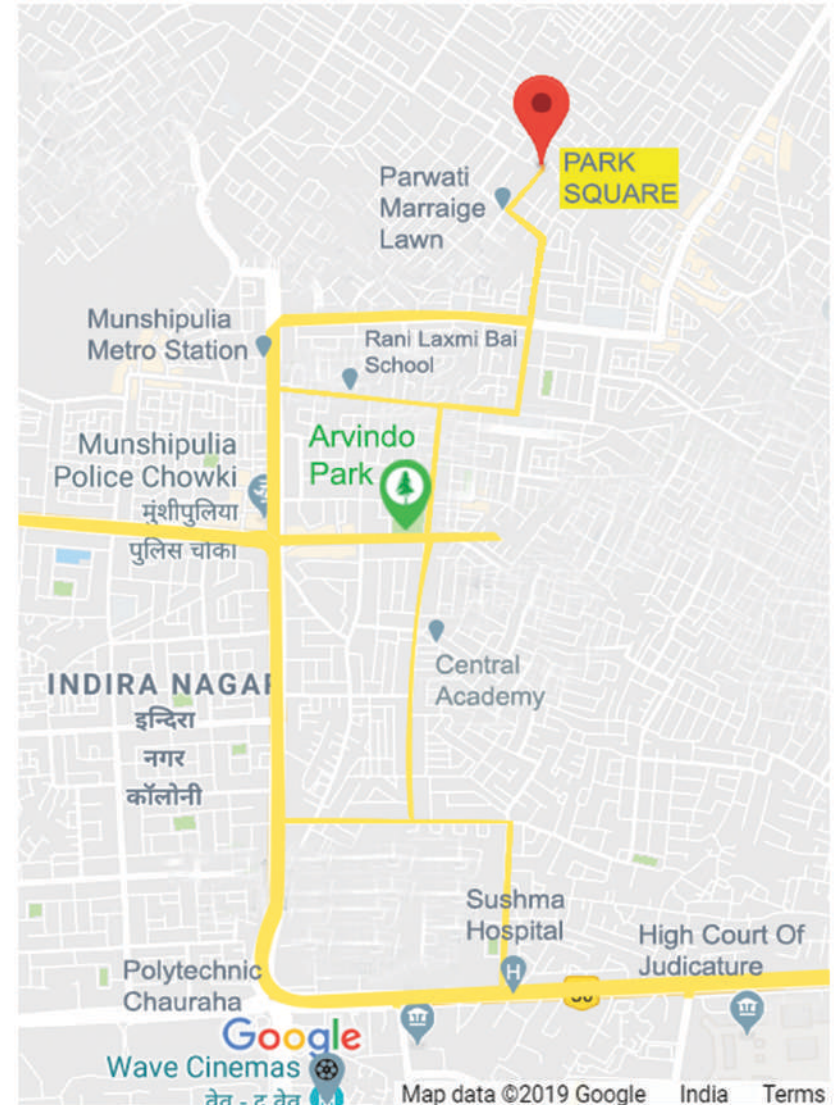 PARK
SQUARE
Parwati
Marraige
Lawn
Munshipulia
Metro Station
Rani Laxmi Bai
School
Arvindo
Park
Munshipulia
Police Chowki
मुंशीपुलिया
पुलिस चौकी
Central
Academy
INDIRA NAGAR
इन्दिरा
नगर
कॉलोनी
Sushma
Hospital
H
High Court Of
Judicature
Polytechnic
Chauraha
Google
Wave Cinemas
Map data ©2019 Google India Terms